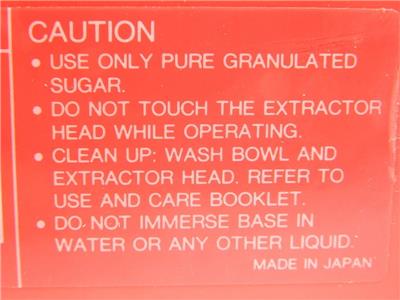 CAUTION
• USE ONLY PURE GRANULATED
SUGAR.
• DO NOT TOUCH THE EXTRACTOR
HEAD WHILE OPERATING.
• CLEAN UP: WASH BOWL AND
EXTRACTOR HEAD. REFER TO
USE AND CARE BOOKLET.
• DO NOT IMMERSE BASE IN
WATER OR ANY OTHER LIQUID.
MADE IN JAPAN